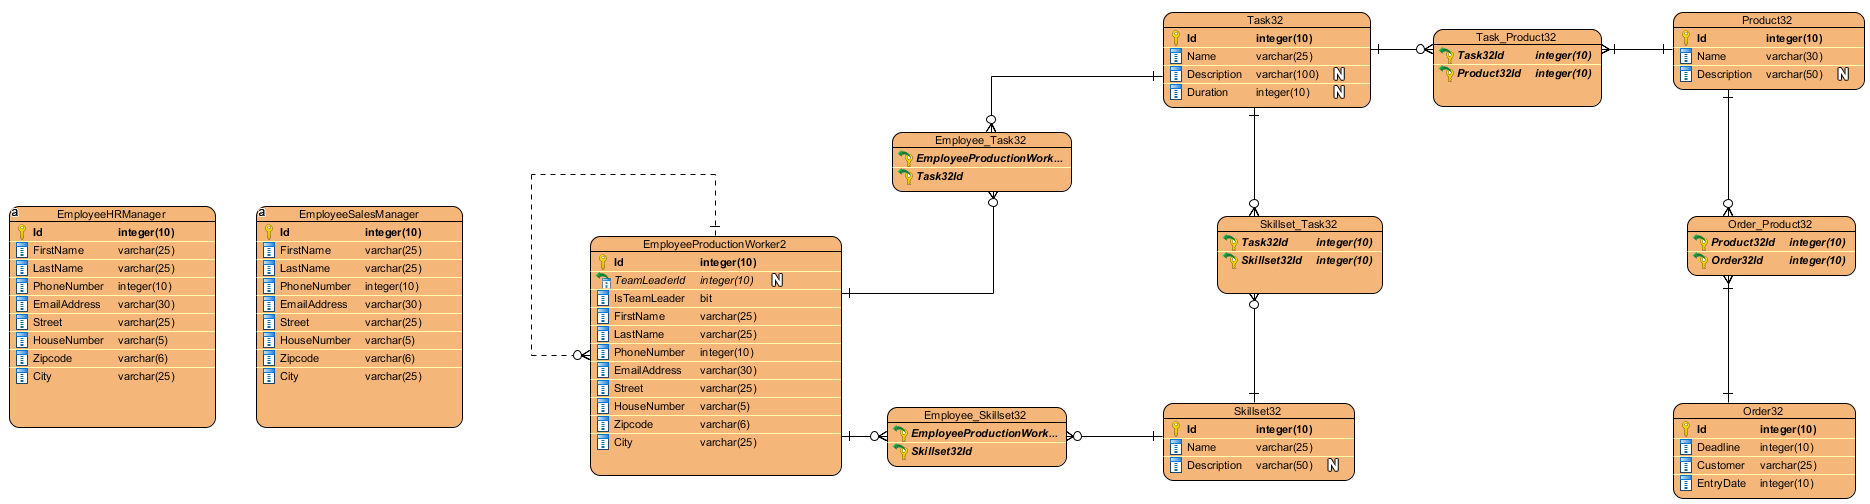 EmployeeHRManager
Id integer(10)
FirstName varchar(25)
LastName varchar(25)
PhoneNumber integer(10)
EmailAddress varchar(30)
Street varchar(25)
HouseNumber varchar(5)
Zipcode varchar(6)
City varchar(25)
a
EmployeeSalesManager
Id integer(10)
FirstName varchar(25)
LastName varchar(25)
PhoneNumber integer(10)
EmailAddress varchar(30)
Street varchar(25)
HouseNumber varchar(5)
Zipcode varchar(6)
City varchar(25)
a
EmployeeProductionWorker2
Id integer(10)
TeamLeaderId integer(10) N
IsTeamLeader bit
FirstName varchar(25)
LastName varchar(25)
PhoneNumber integer(10)
EmailAddress varchar(30)
Street varchar(25)
HouseNumber varchar(5)
Zipcode varchar(6)
City varchar(25)
Employee_Task32
EmployeeProductionWork...
Task32Id
Employee_Skillset32
EmployeeProductionWork...
Skillset32Id
Task32
Id integer(10)
Name varchar(25)
Description varchar(100) N
Duration integer(10) N
Skillset_Task32
Task32Id integer(10)
Skillset32Id integer(10)
Skillset32
Id integer(10)
Name varchar(25)
Description varchar(50) N
Task_Product32
Task32Id integer(10)
Product32Id integer(10)
Product32
Id integer(10)
Name varchar(30)
Description varchar(50) N
Order_Product32
Product32Id integer(10)
Order32Id integer(10)
Order32
Id integer(10)
Deadline integer(10)
Customer varchar(25)
EntryDate integer(10)